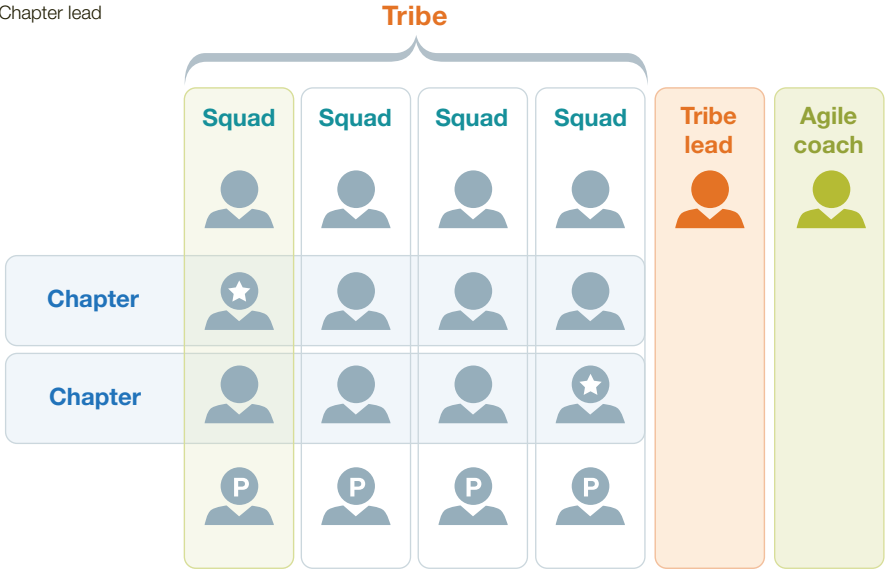 Chapter lead
Tribe
Squad
Squad
Squad
Squad
Tribe
lead
Agile
coach
Chapter
Chapter
P
P
P
P